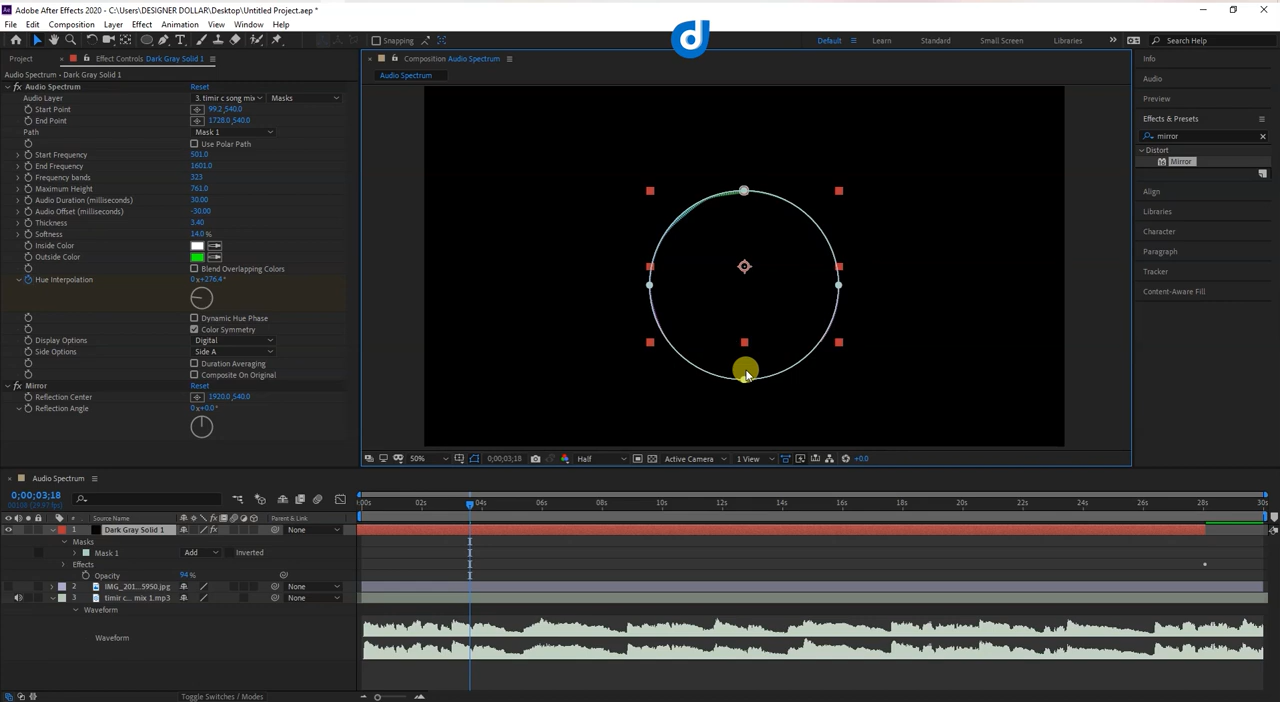 Adobe After Effects 2020 - C:\Users\DESIGNER DOLLAR\Desktop\Untitled Project.aep *
File Edit Composition Layer Effect Animation View Window Help
Snapping Default Learn Standard Small Screen Libraries Search Help
Project Effect Controls Dark Gray Solid 1
Audio Spectrum · Dark Gray Solid 1
Audio Spectrum Reset
Audio Layer 3. timir c song mix Masks
Start Point 99.2,540.0
End Point 1728.0,540.0
Path Mask 1
Use Polar Path
Start Frequency 501.0
End Frequency 1601.0
Frequency bands 323
Maximum Height 761.0
Audio Duration (milliseconds) 30.00
Audio Offset (milliseconds) -30.00
Thickness 3.40
Softness 14.0 %
Inside Color
Outside Color
Blend Overlapping Colors
Hue Interpolation 0 x+276.4°
Dynamic Hue Phase
Color Symmetry
Display Options Digital
Side Options Side A
Duration Averaging
Composite On Original
Mirror Reset
Reflection Center 1920.0,540.0
Reflection Angle 0 x+0.0°
Composition Audio Spectrum
Audio Spectrum
50% 0;00;03;18 Half Active Camera 1 View +0.0
Info
Audio
Preview
Effects & Presets
mirror
Distort
Mirror
Align
Libraries
Character
Paragraph
Tracker
Content-Aware Fill
Audio Spectrum
0;00;03;18
00108 (29.97 fps)
:00s 02s 04s 06s 08s 10s 12s 14s 16s 18s 20s 22s 24s 26s 28s 30s
# Source Name Parent & Link
1 Dark Gray Solid 1 None
Masks
Mask 1 Add Inverted
Effects
Opacity 94 %
2 IMG_201...5950.jpg None
3 timir c... mix 1.mp3 None
Waveform
Waveform
Toggle Switches / Modes